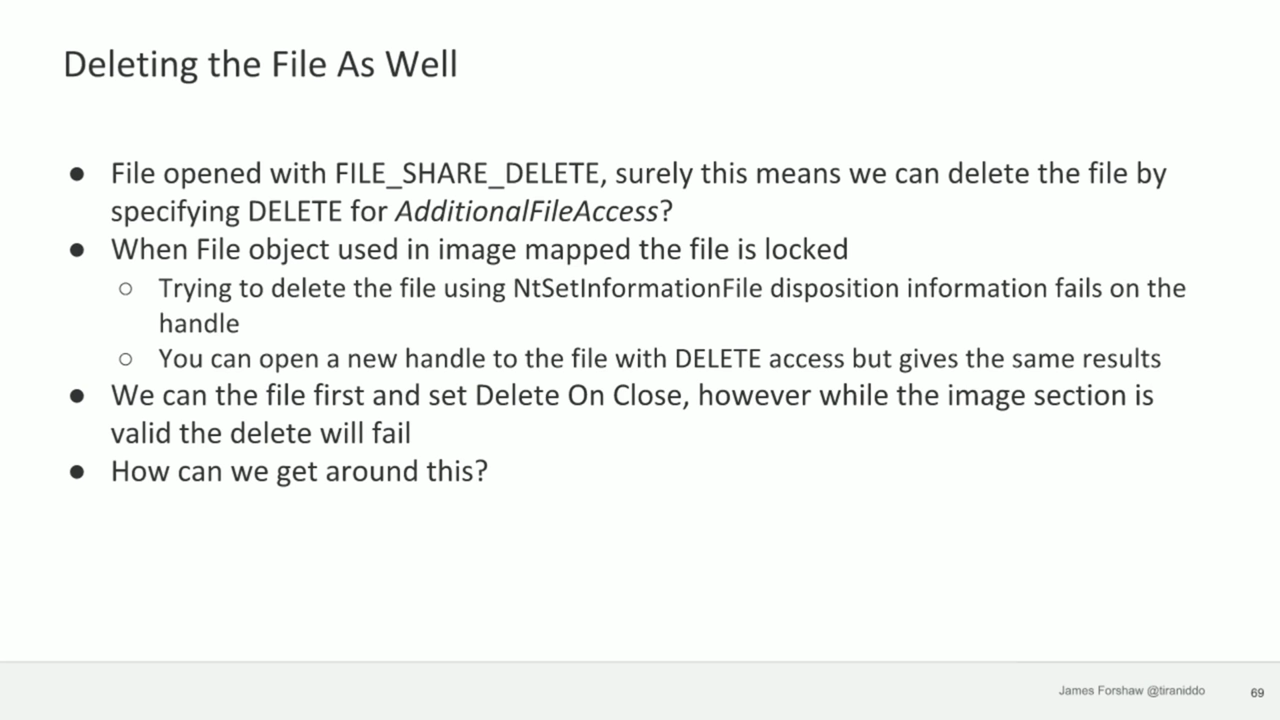 Deleting the File As Well
● File opened with FILE_SHARE_DELETE, surely this means we can delete the file by
specifying DELETE for AdditionalFileAccess?
● When File object used in image mapped the file is locked
○ Trying to delete the file using NtSetInformationFile disposition information fails on the
handle
○ You can open a new handle to the file with DELETE access but gives the same results
● We can the file first and set Delete On Close, however while the image section is
valid the delete will fail
● How can we get around this?
James Forshaw @tiraniddo
69